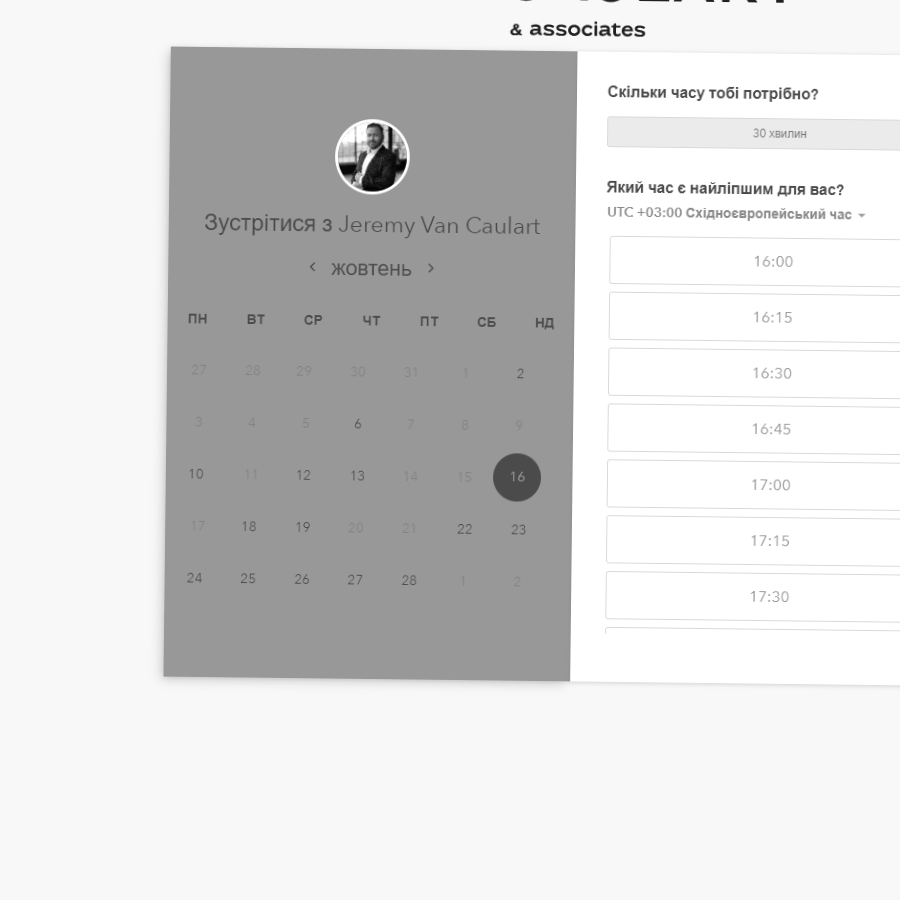 & associates
Зустрітися з Jeremy Van Caulart
жовтень
ПН ВТ СР ЧТ ПТ СБ НД
27 28 29 30 31 1 2
3 4 5 6 7 8 9
10 11 12 13 14 15 16
17 18 19 20 21 22 23
24 25 26 27 28 1 2
Скільки часу тобі потрібно?
30 хвилин
Який час є найліпшим для вас?
UTC +03:00 Східноєвропейський час
16:00
16:15
16:30
16:45
17:00
17:15
17:30